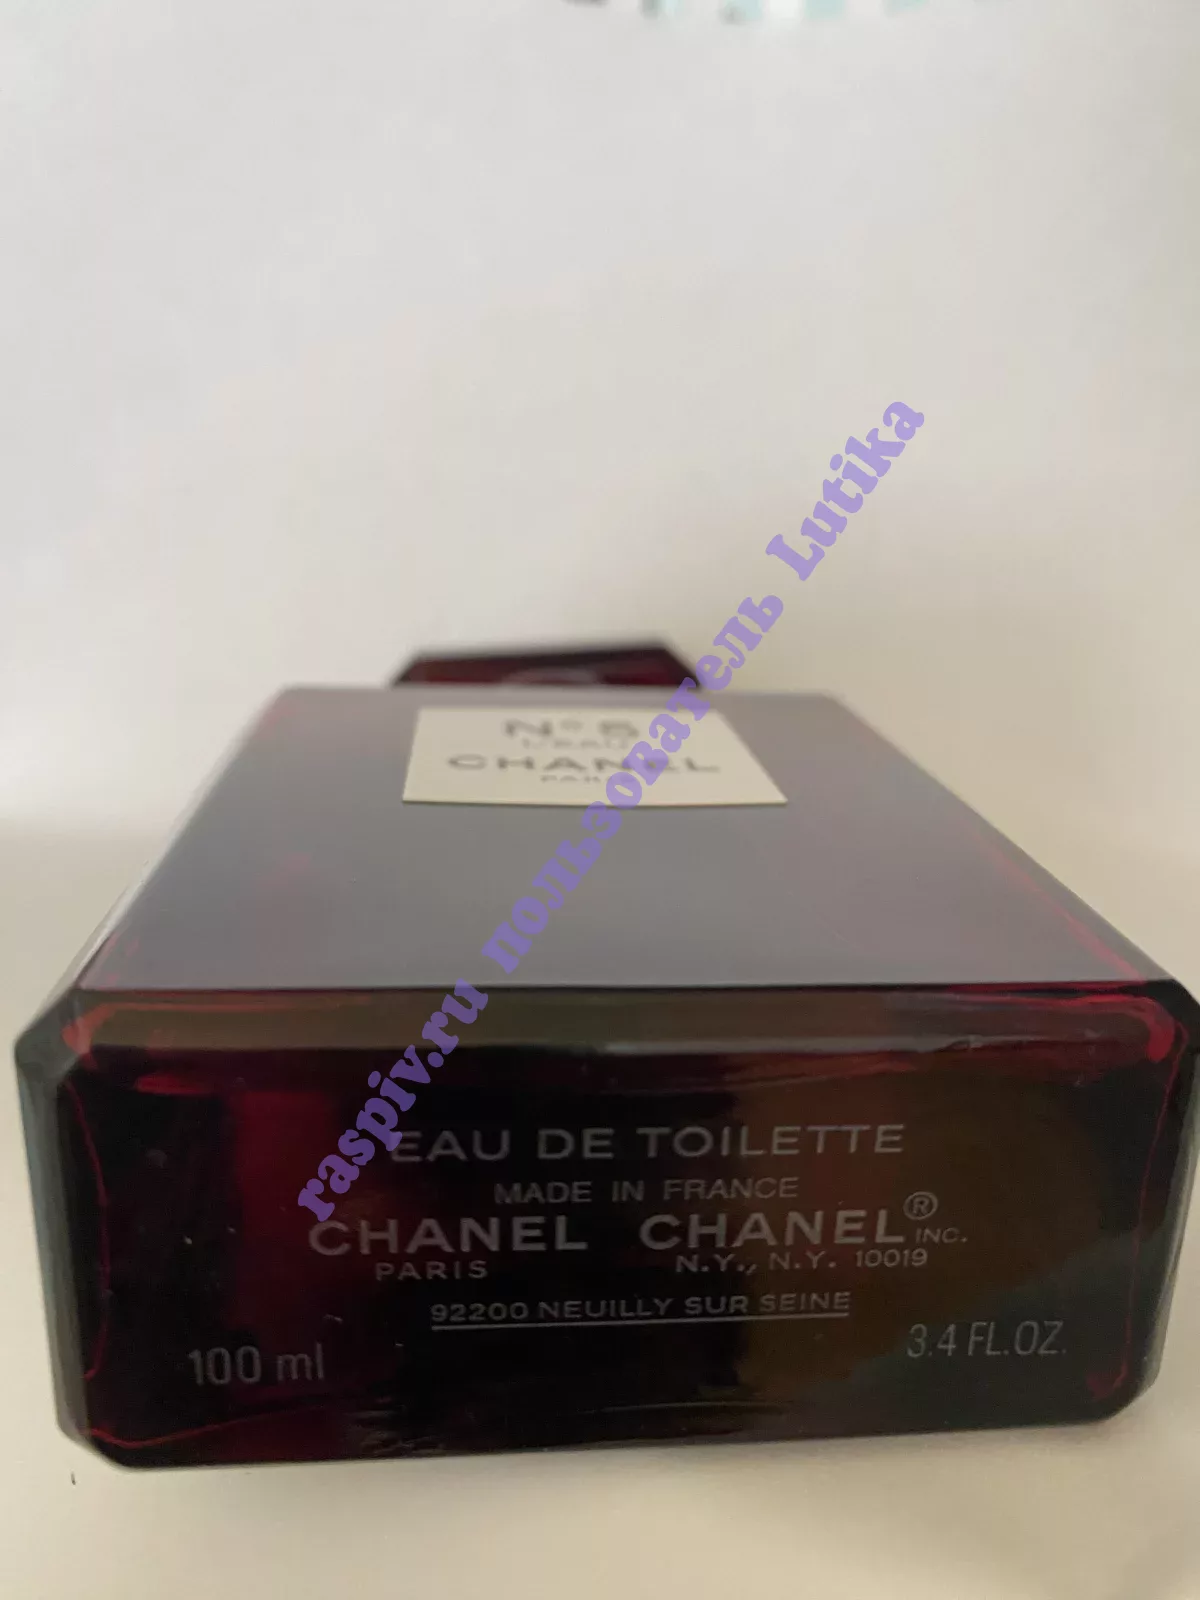 N°5
L'EAU
CHANEL
PARIS
raspiv.ru пользователь Lutika
EAU DE TOILETTE
MADE IN FRANCE
CHANEL CHANEL® INC.
PARIS N.Y., N.Y. 10019
92200 NEUILLY SUR SEINE
100 ml 3.4 FL.OZ.